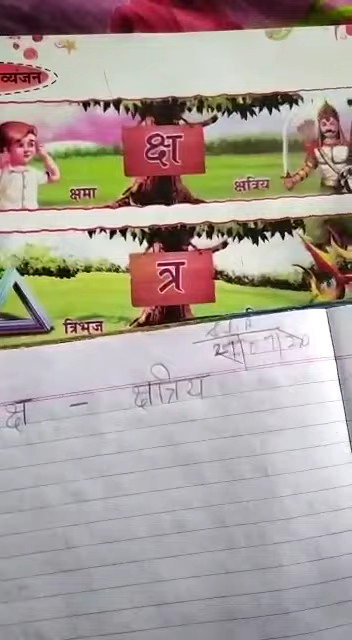 व्यंजन
क्ष
क्षमा
क्षत्रिय
त्र
त्रिभुज
क्ष - क्षत्रिय